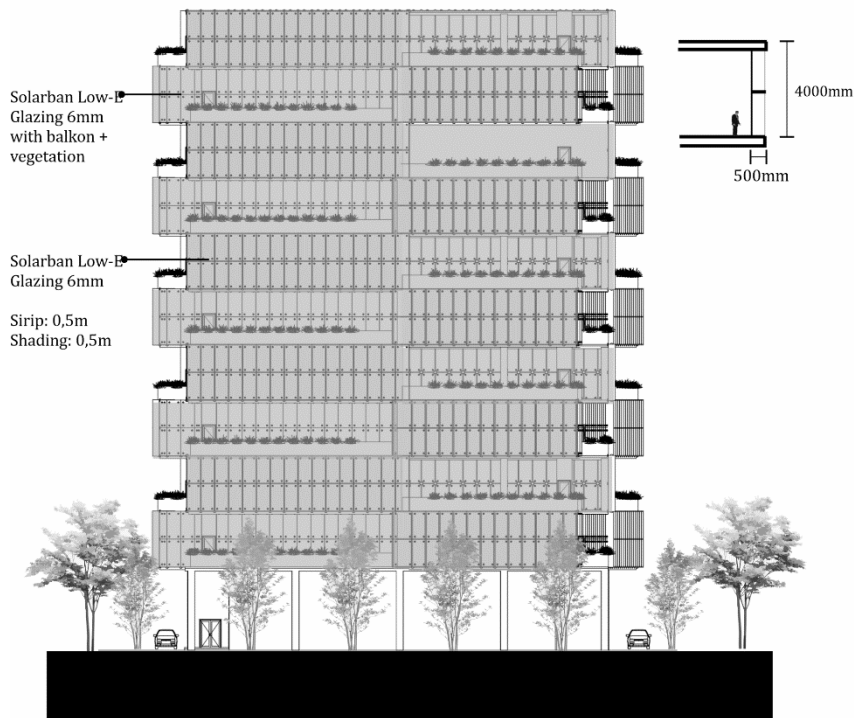 Solarban Low-E
Glazing 6mm
with balkon +
vegetation
4000mm
500mm
Solarban Low-E
Glazing 6mm
Sirip: 0,5m
Shading: 0,5m